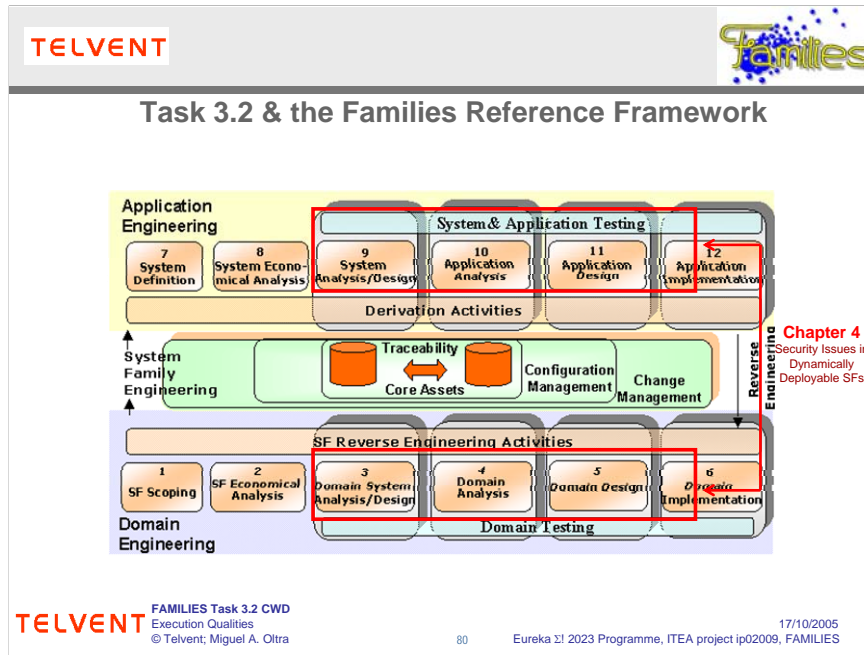 TELVENT
Families
Task 3.2 & the Families Reference Framework
Application
Engineering
System& Application Testing
7
System
Definition
8
System Econo-
mical Analysis
9
System
Analysis/Design
10
Application
Analysis
11
Application
Design
12
Application
Implementation
Derivation Activities
System
Family
Engineering
Traceability
Core Assets
Configuration
Management
Change
Management
Reverse
Engineering
Chapter 4
Security Issues in
Dynamically
Deployable SFs
SF Reverse Engineering Activities
1
SF Scoping
2
SF Economical
Analysis
3
Domain System
Analysis/Design
4
Domain
Analysis
5
Domain Design
6
Domain
Implementation
Domain
Engineering
Domain Testing
TELVENT
FAMILIES Task 3.2 CWD
Execution Qualities
© Telvent; Miguel A. Oltra
80
17/10/2005
Eureka Σ! 2023 Programme, ITEA project ip02009, FAMILIES